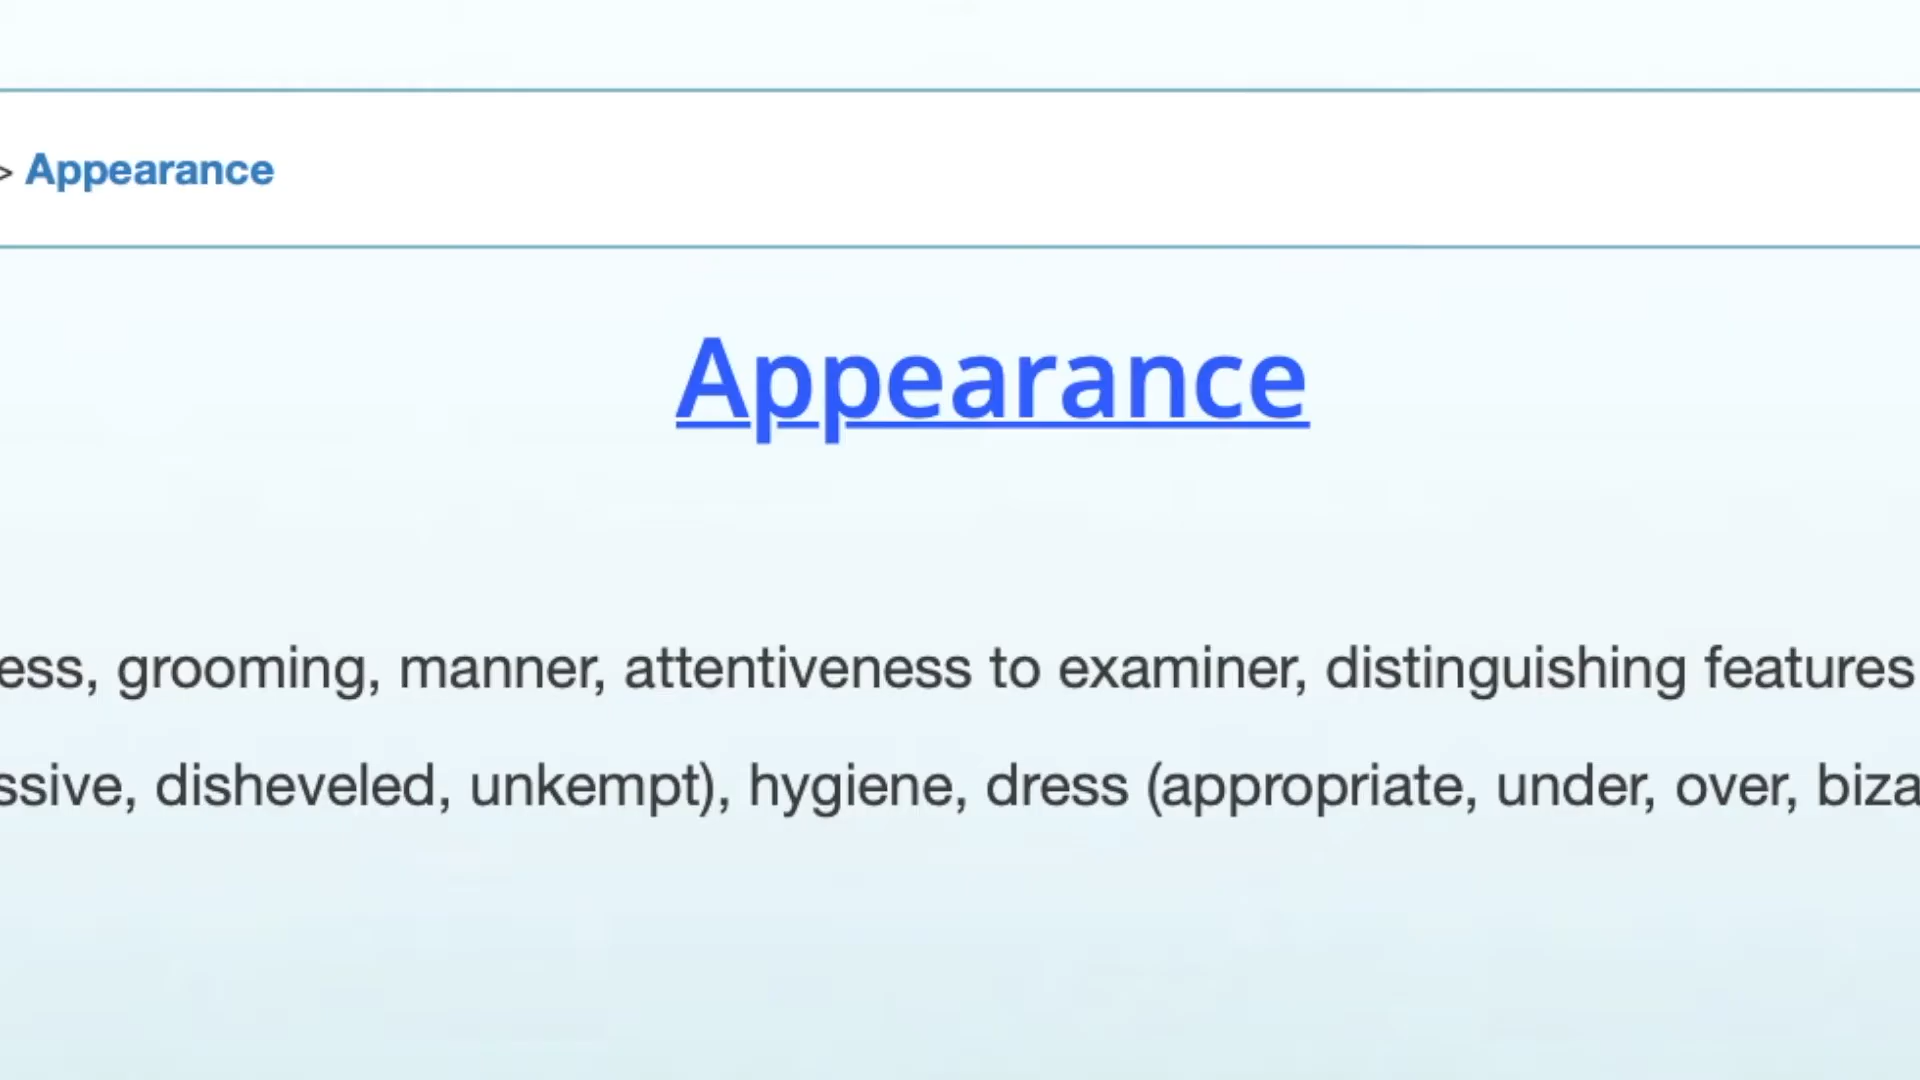 > Appearance
Appearance
ess, grooming, manner, attentiveness to examiner, distinguishing features
ssive, disheveled, unkempt), hygiene, dress (appropriate, under, over, biza